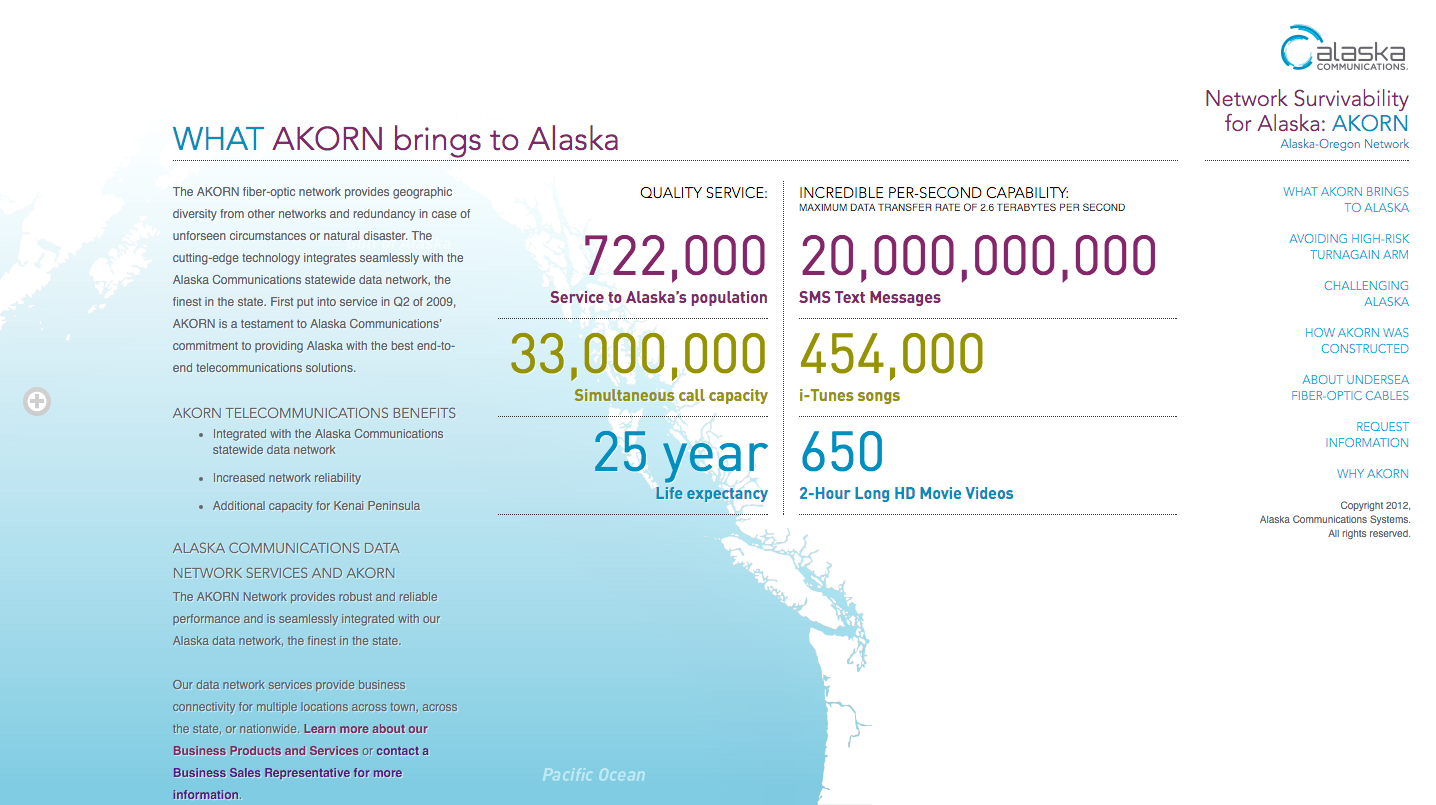 alaska
COMMUNICATIONS.
Network Survivability
for Alaska: AKORN
Alaska-Oregon Network
WHAT AKORN brings to Alaska
The AKORN fiber-optic network provides geographic
diversity from other networks and redundancy in case of
unforseen circumstances or natural disaster. The
cutting-edge technology integrates seamlessly with the
Alaska Communications statewide data network, the
finest in the state. First put into service in Q2 of 2009,
AKORN is a testament to Alaska Communications'
commitment to providing Alaska with the best end-to-
end telecommunications solutions.
AKORN TELECOMMUNICATIONS BENEFITS
• Integrated with the Alaska Communications
statewide data network
• Increased network reliability
• Additional capacity for Kenai Peninsula
ALASKA COMMUNICATIONS DATA
NETWORK SERVICES AND AKORN
The AKORN Network provides robust and reliable
performance and is seamlessly integrated with our
Alaska data network, the finest in the state.
Our data network services provide business
connectivity for multiple locations across town, across
the state, or nationwide. Learn more about our
Business Products and Services or contact a
Business Sales Representative for more
information.
QUALITY SERVICE:
722,000
Service to Alaska's population
33,000,000
Simultaneous call capacity
25 year
Life expectancy
INCREDIBLE PER-SECOND CAPABILITY:
MAXIMUM DATA TRANSFER RATE OF 2.6 TERABYTES PER SECOND
20,000,000,000
SMS Text Messages
454,000
i-Tunes songs
650
2-Hour Long HD Movie Videos
Pacific Ocean
WHAT AKORN BRINGS
TO ALASKA
AVOIDING HIGH-RISK
TURNAGAIN ARM
CHALLENGING
ALASKA
HOW AKORN WAS
CONSTRUCTED
ABOUT UNDERSEA
FIBER-OPTIC CABLES
REQUEST
INFORMATION
WHY AKORN
Copyright 2012,
Alaska Communications Systems.
All rights reserved.